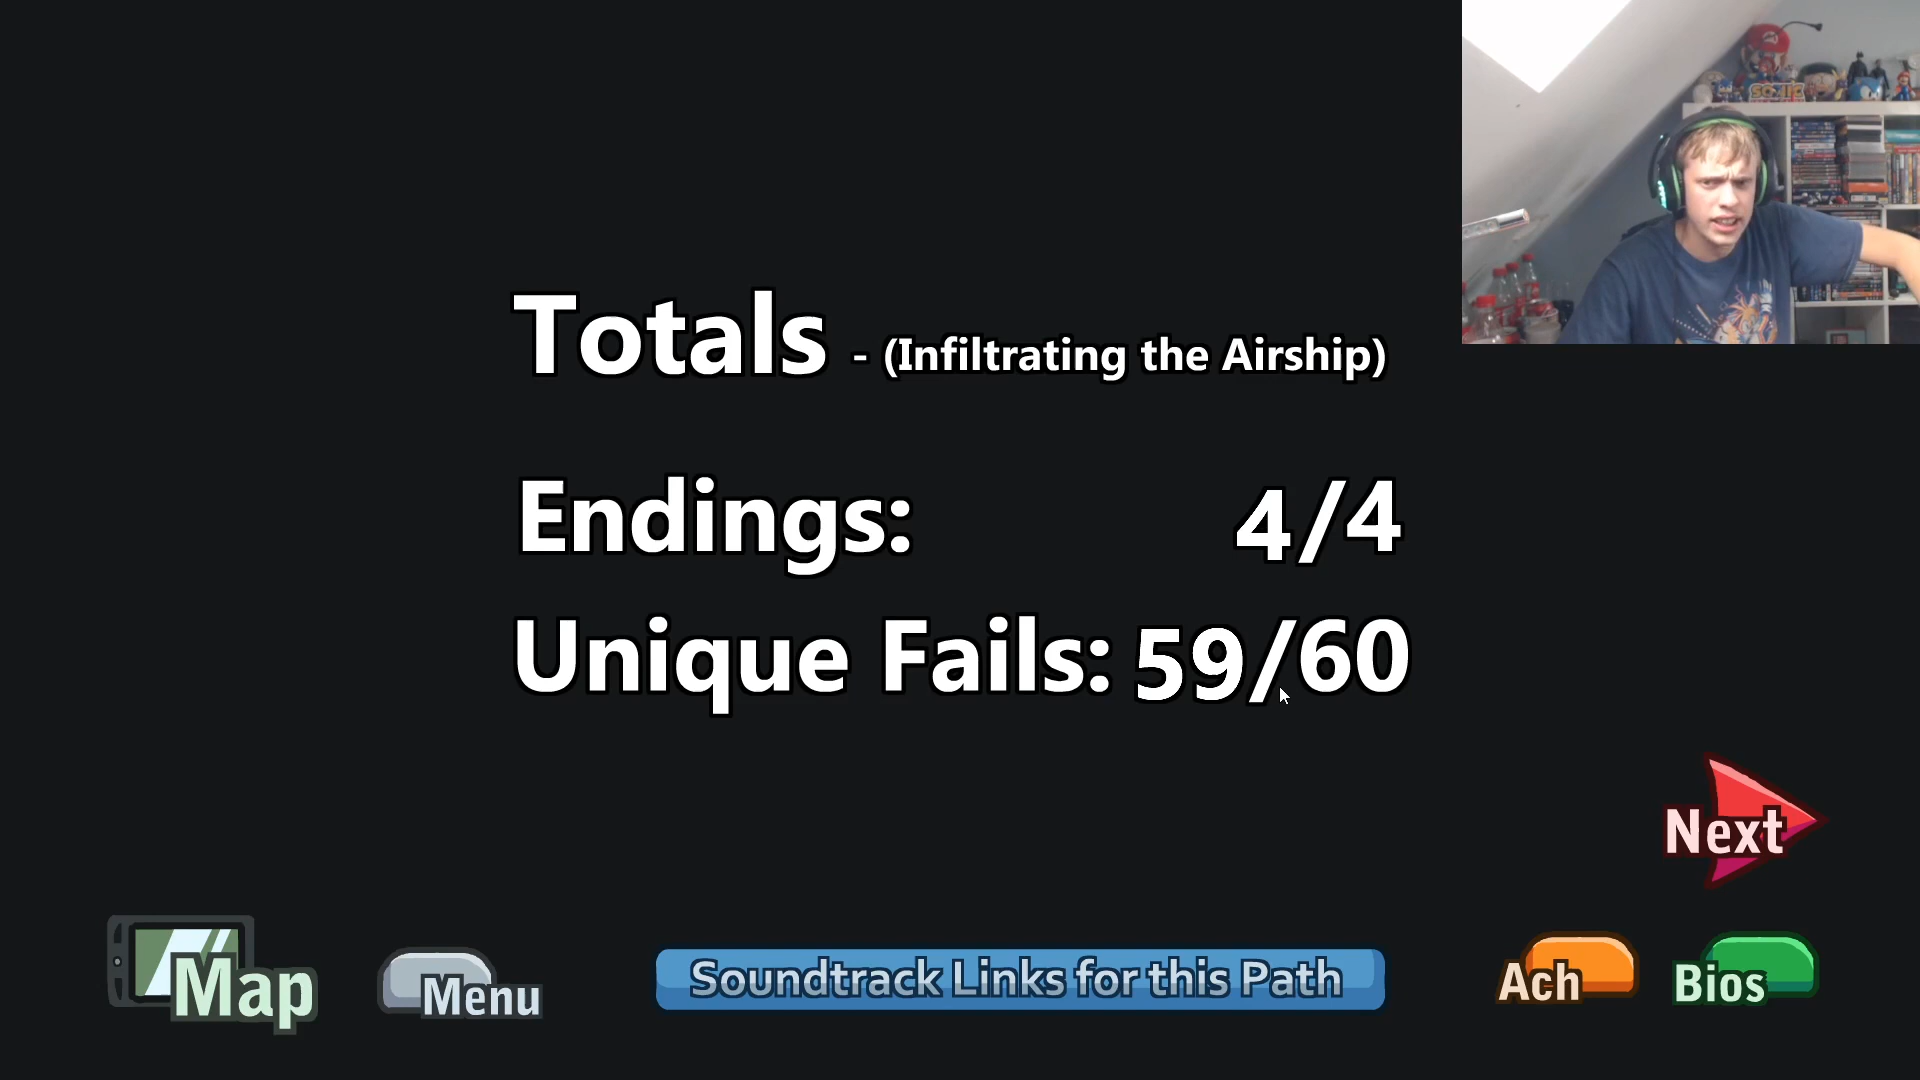 SONIC
Totals - (Infiltrating the Airship)
Endings: 4/4
Unique Fails: 59/60
Next
Map
Menu
Soundtrack Links for this Path
Ach
Bios